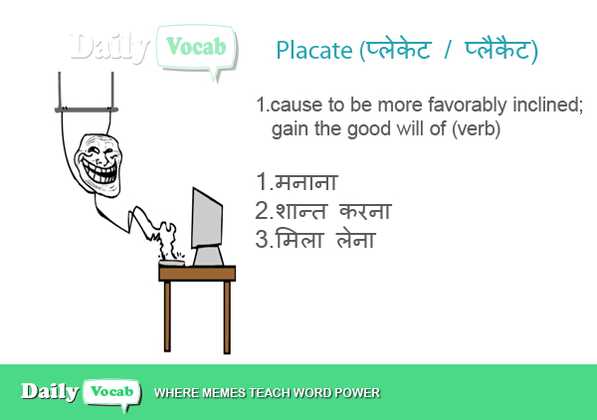 Daily Vocab
Placate (प्लेकेट / प्लैकैट)
1.cause to be more favorably inclined;
gain the good will of (verb)
1.मनाना
2.शान्त करना
3.मिला लेना
Daily Vocab WHERE MEMES TEACH WORD POWER